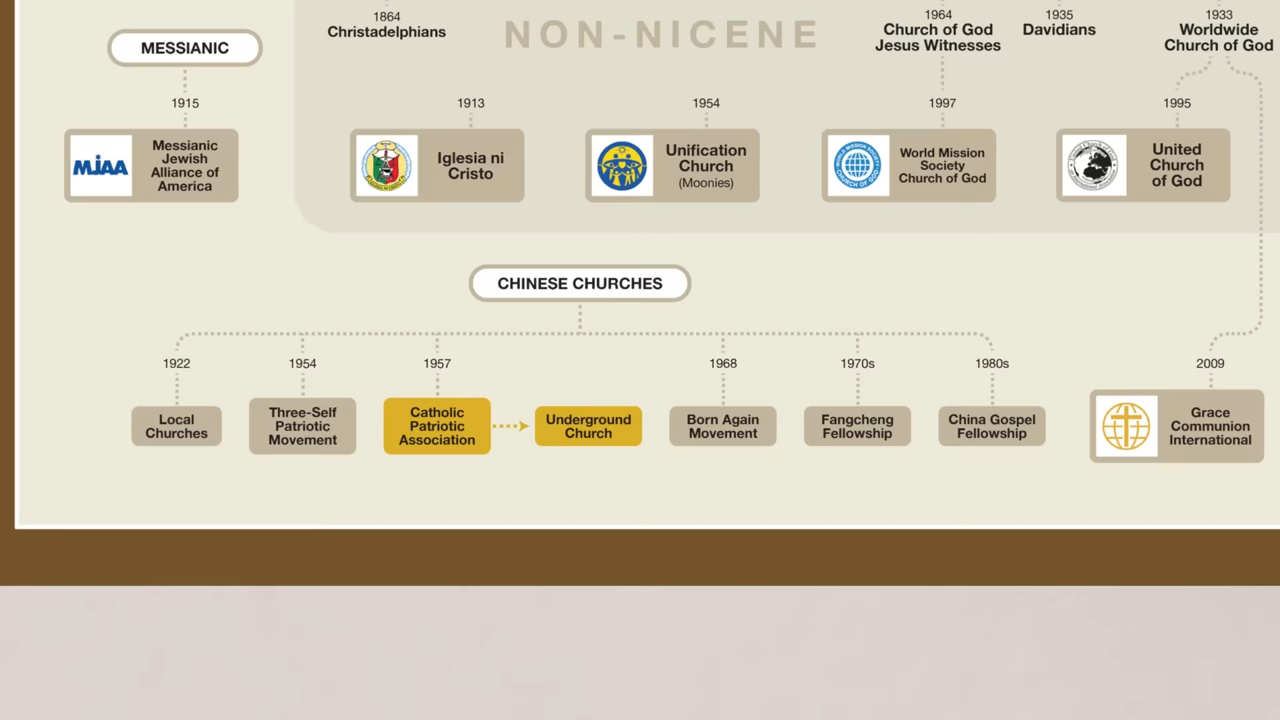 1864
Christadelphians
NON-NICENE
1964
Church of God
Jesus Witnesses
1935
Davidians
1933
Worldwide
Church of God
MESSIANIC
1915
MJAA
Messianic
Jewish
Alliance of
America
1913
Iglesia ni
Cristo
1954
Unification
Church
(Moonies)
1997
World Mission
Society
Church of God
1995
United
Church
of God
CHINESE CHURCHES
1922
Local
Churches
1954
Three-Self
Patriotic
Movement
1957
Catholic
Patriotic
Association
Underground
Church
1968
Born Again
Movement
1970s
Fangcheng
Fellowship
1980s
China Gospel
Fellowship
2009
Grace
Communion
International